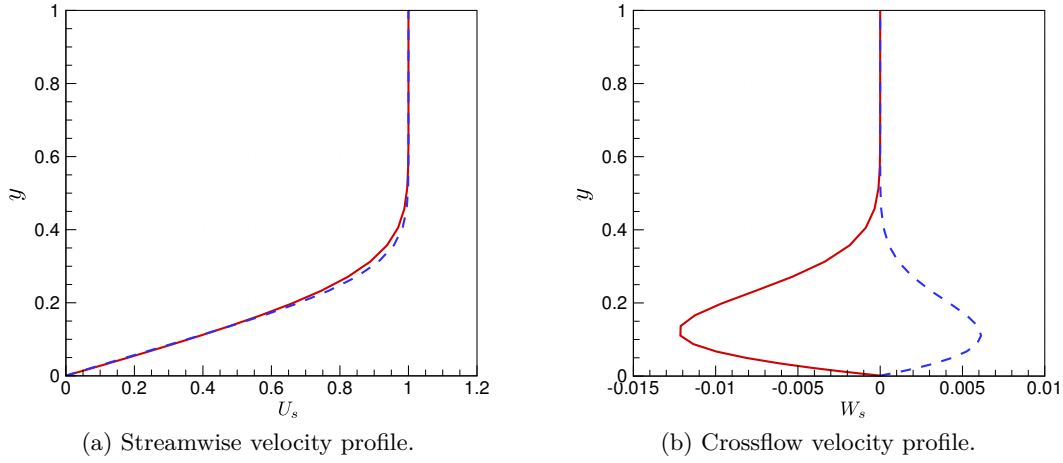 y
1
0.8
0.6
0.4
0.2
0
0 0.2 0.4 0.6 0.8 1 1.2
U_s
(a) Streamwise velocity profile.
y
1
0.8
0.6
0.4
0.2
0
-0.015 -0.01 -0.005 0 0.005 0.01
W_s
(b) Crossflow velocity profile.